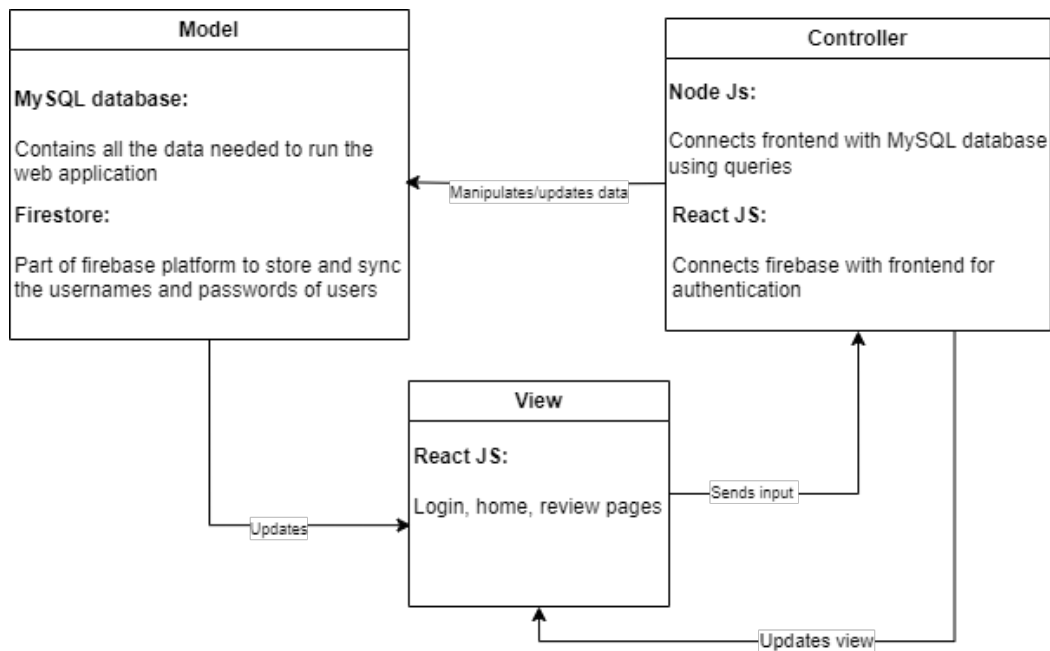 Model
MySQL database:
Contains all the data needed to run the
web application
Firestore:
Part of firebase platform to store and sync
the usernames and passwords of users
Controller
Node Js:
Connects frontend with MySQL database
using queries
React JS:
Connects firebase with frontend for
authentication
Manipulates/updates data
View
React JS:
Login, home, review pages
Sends input
Updates
Updates view